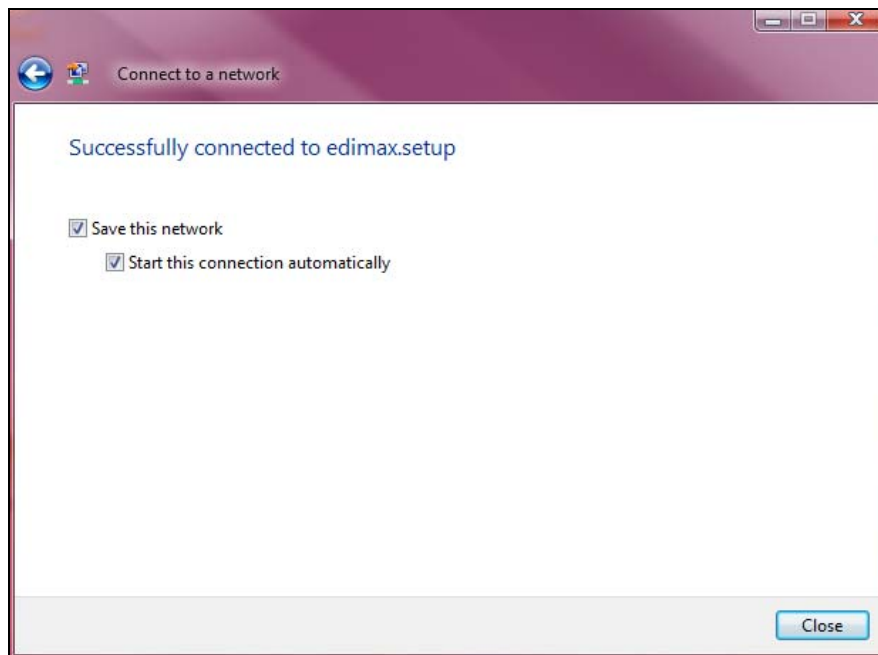 Connect to a network
Successfully connected to edimax.setup
Save this network
Start this connection automatically
Close